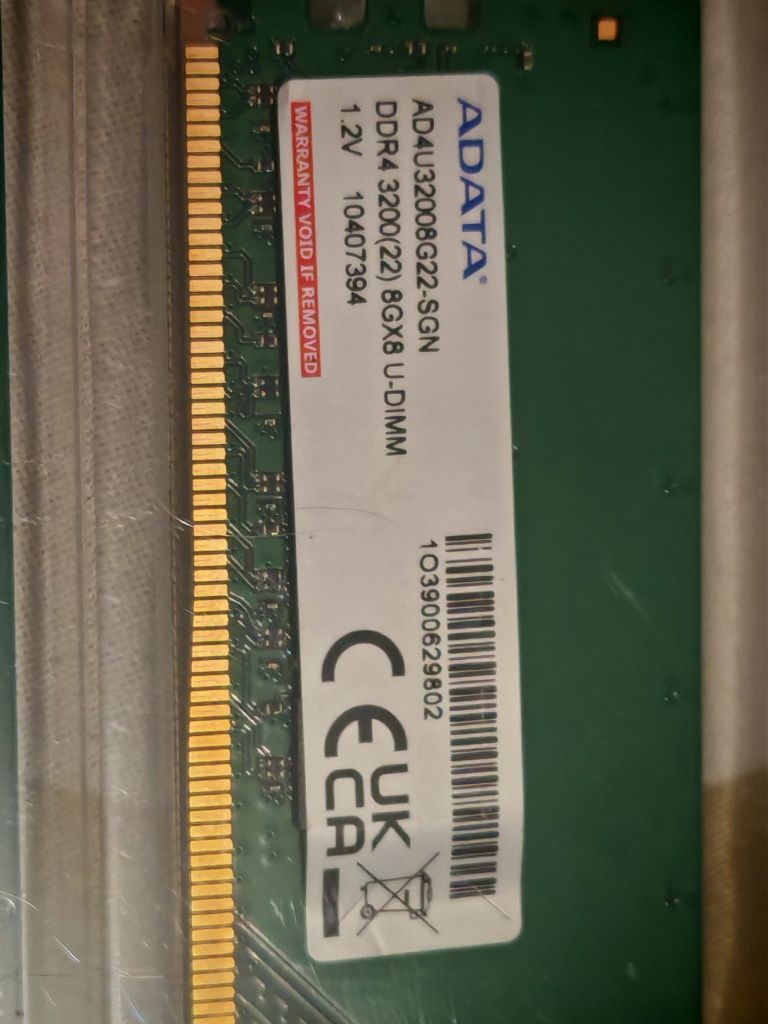 ADATA®
AD4U32008G22-SGN
DDR4 3200(22) 8GX8 U-DIMM
1.2V 10407394
WARRANTY VOID IF REMOVED
1O3900629802
CE
UK
CA